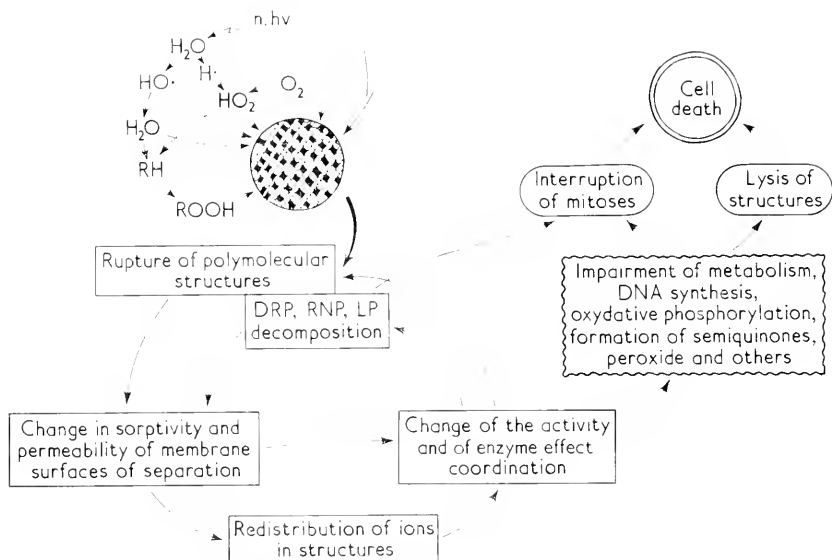 n.hv
H₂O
HO·
H·
HO₂
O₂
H₂O
RH
ROOH
Rupture of polymolecular
structures
DRP, RNP, LP
decomposition
Change in sorptivity and
permeability of membrane
surfaces of separation
Redistribution of ions
in structures
Change of the activity
and of enzyme effect
coordination
Impairment of metabolism,
DNA synthesis,
oxydative phosphorylation,
formation of semiquinones,
peroxide and others
Interruption
of mitoses
Lysis of
structures
Cell
death